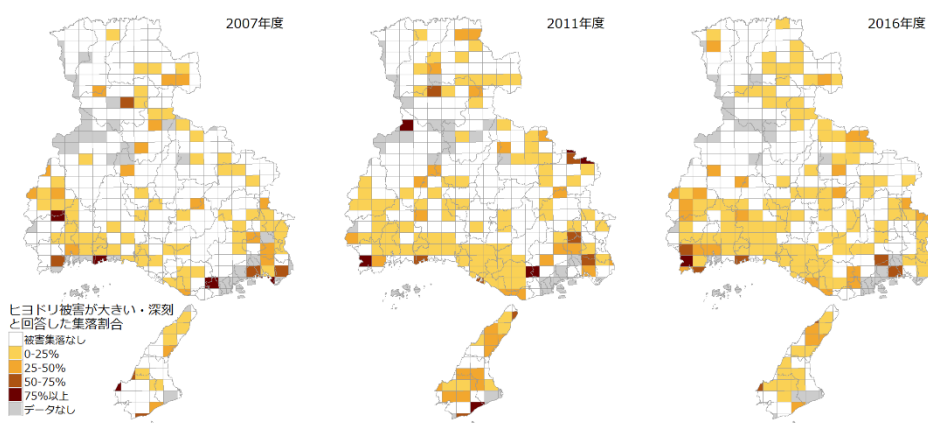 2007年度
2011年度
2016年度
ヒヨドリ被害が大きい・深刻
と回答した集落割合
被害集落なし
0-25%
25-50%
50-75%
75%以上
データなし